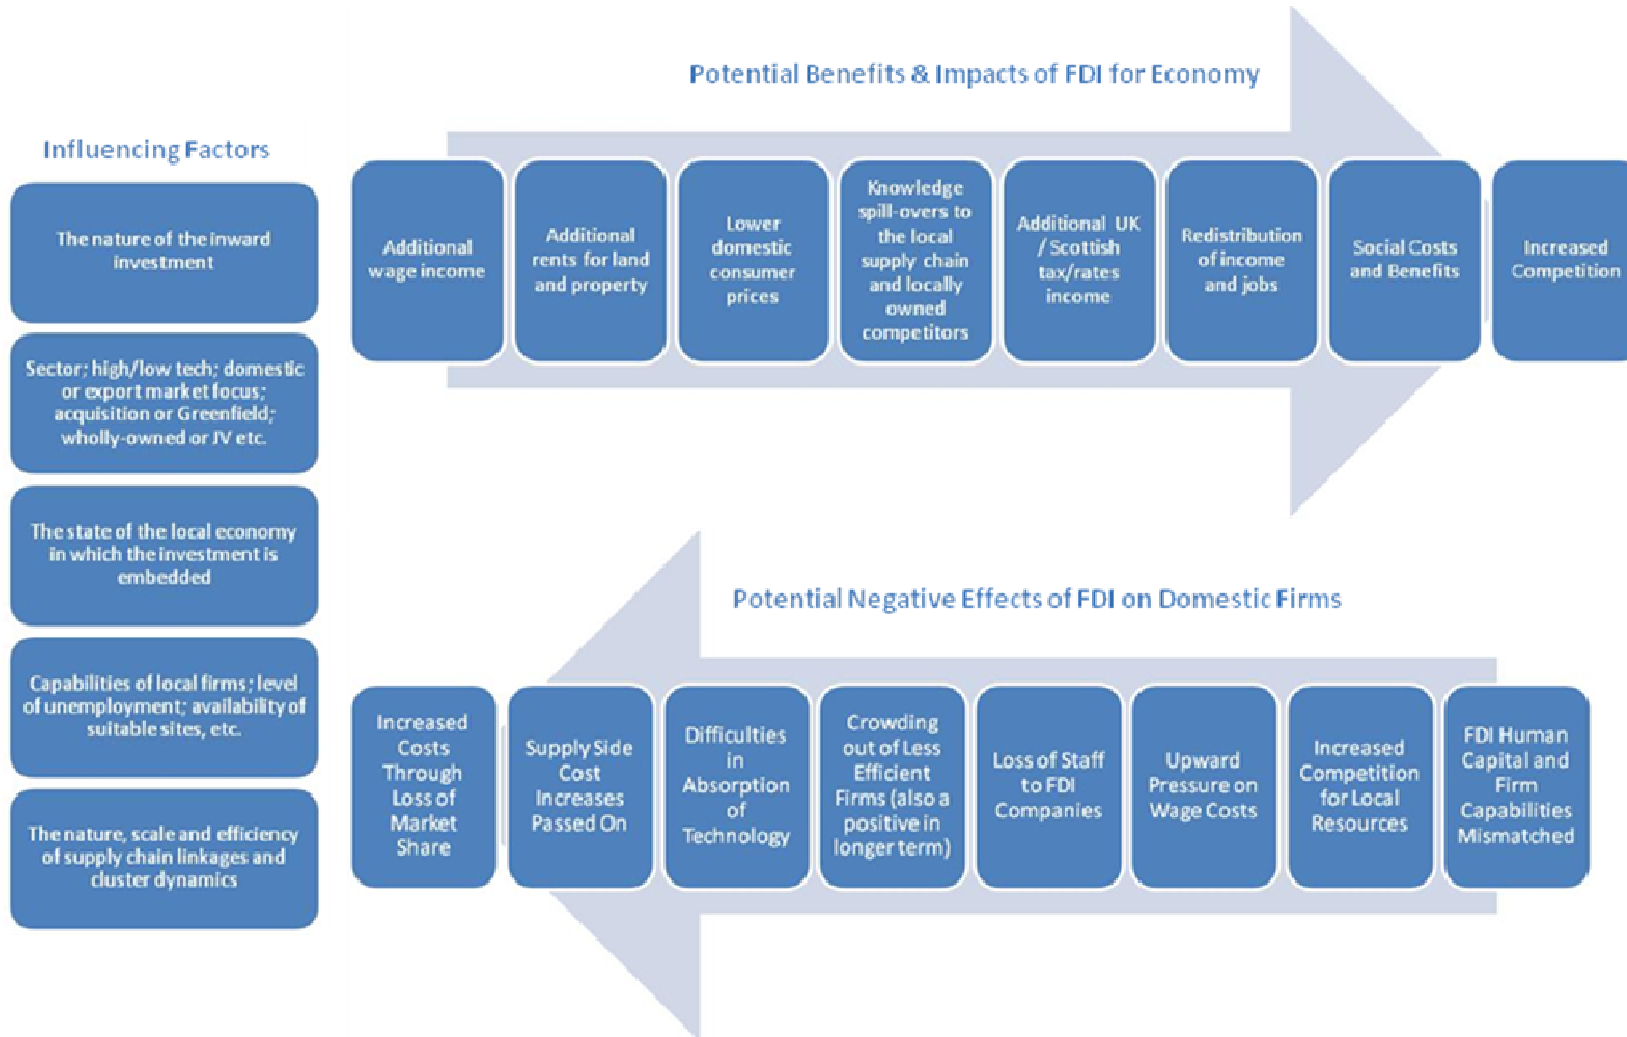 Potential Benefits & Impacts of FDI for Economy
Influencing Factors
The nature of the inward
investment
Sector; high/low tech; domestic
or export market focus;
acquisition or Greenfield;
wholly-owned or JV etc.
The state of the local economy
in which the investment is
embedded
Capabilities of local firms; level
of unemployment; availability of
suitable sites, etc.
The nature, scale and efficiency
of supply chain linkages and
cluster dynamics
Additional
wage income
Additional
rents for land
and property
Lower
domestic
consumer
prices
Knowledge
spill-overs to
the local
supply chain
and locally
owned
competitors
Additional UK
/ Scottish
tax/rates
income
Redistribution
of income
and jobs
Social Costs
and Benefits
Increased
Competition
Potential Negative Effects of FDI on Domestic Firms
Increased
Costs
Through
Loss of
Market
Share
Supply Side
Cost
Increases
Passed On
Difficulties
in
Absorption
of
Technology
Crowding
out of Less
Efficient
Firms (also a
positive in
longer term)
Loss of Staff
to FDI
Companies
Upward
Pressure on
Wage Costs
Increased
Competition
for Local
Resources
FDI Human
Capital and
Firm
Capabilities
Mismatched